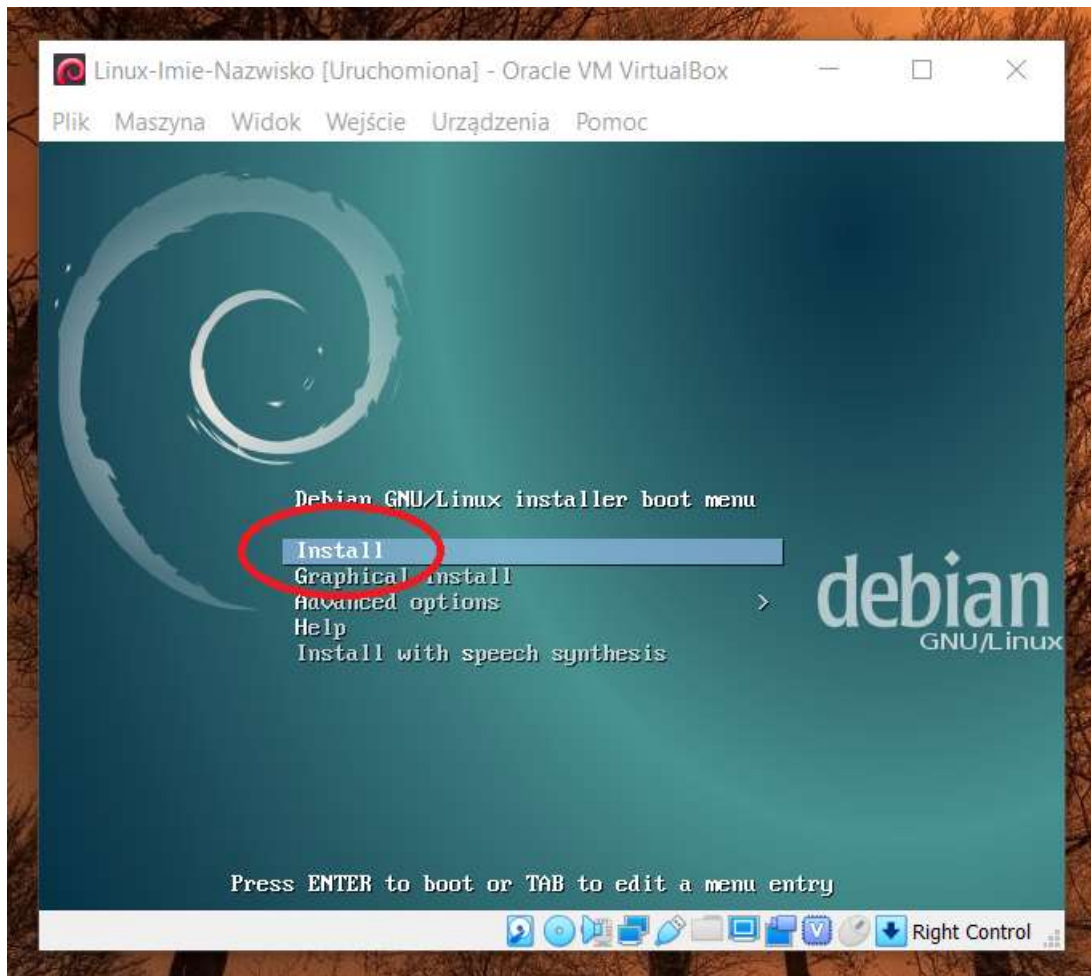 Linux-Imie-Nazwisko [Uruchomiona] - Oracle VM VirtualBox
Plik Maszyna Widok Wejście Urządzenia Pomoc
Debian GNU/Linux installer boot menu
Install
Graphical install
Advanced options >
Help
Install with speech synthesis
debian
GNU/Linux
Press ENTER to boot or TAB to edit a menu entry
V
Right Control